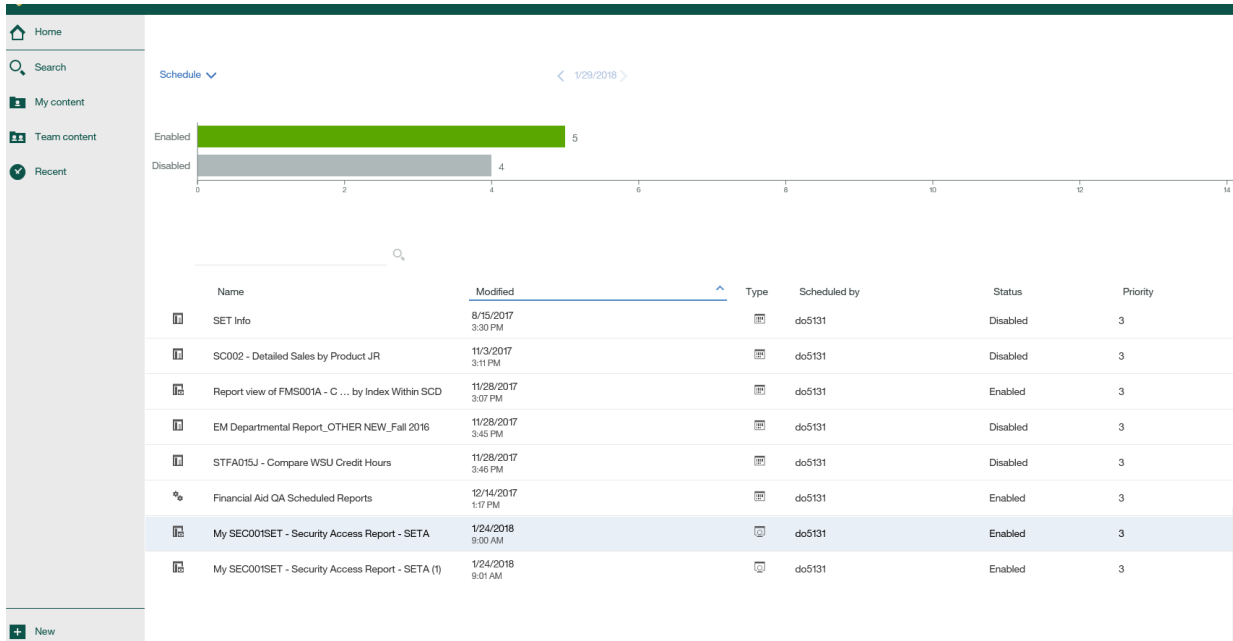 Home
Search
My content
Team content
Recent
Schedule
1/29/2018
Enabled 5
Disabled 4
0 2 4 6 8 10 12 14
Name Modified Type Scheduled by Status Priority
SET Info 8/15/2017 3:30 PM do5131 Disabled 3
SC002 - Detailed Sales by Product JR 11/3/2017 3:11 PM do5131 Disabled 3
Report view of FMS001A - C ... by Index Within SCD 11/28/2017 3:07 PM do5131 Enabled 3
EM Departmental Report_OTHER NEW_Fall 2016 11/28/2017 3:45 PM do5131 Disabled 3
STFA015J - Compare WSU Credit Hours 11/28/2017 3:46 PM do5131 Disabled 3
Financial Aid QA Scheduled Reports 12/14/2017 1:17 PM do5131 Enabled 3
My SEC001SET - Security Access Report - SETA 1/24/2018 9:00 AM do5131 Enabled 3
My SEC001SET - Security Access Report - SETA (1) 1/24/2018 9:01 AM do5131 Enabled 3
New